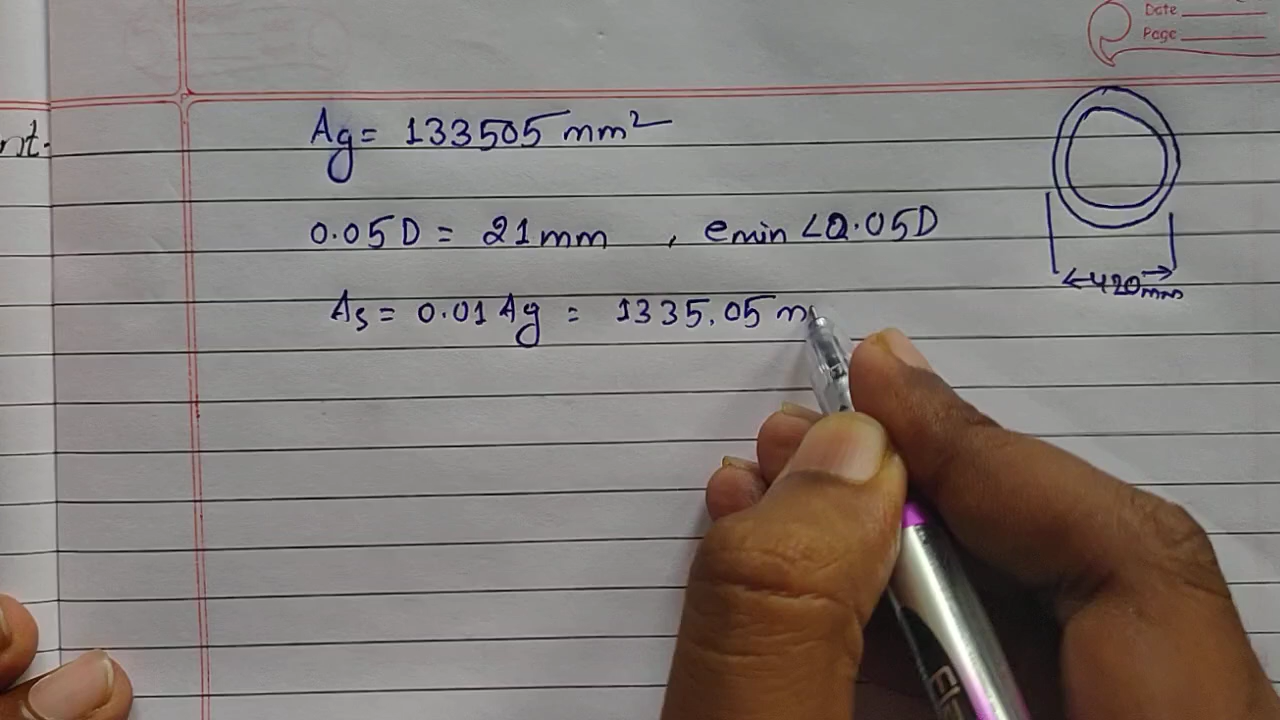 Date
Page
nt.
Ag = 133505 mm²
0.05D = 21mm , emin <0.05D
420mm
As = 0.01 Ag = 1335.05 m